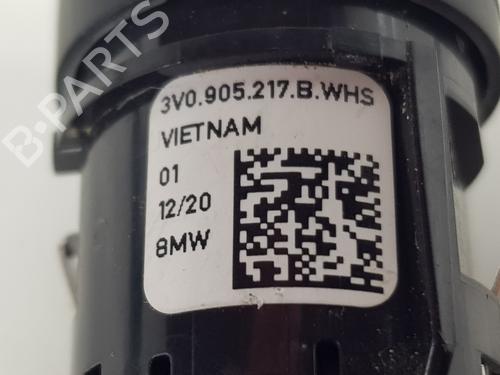 3V0.905.217.B.WHS
VIETNAM
01
12/20
8MW
B-PARTS